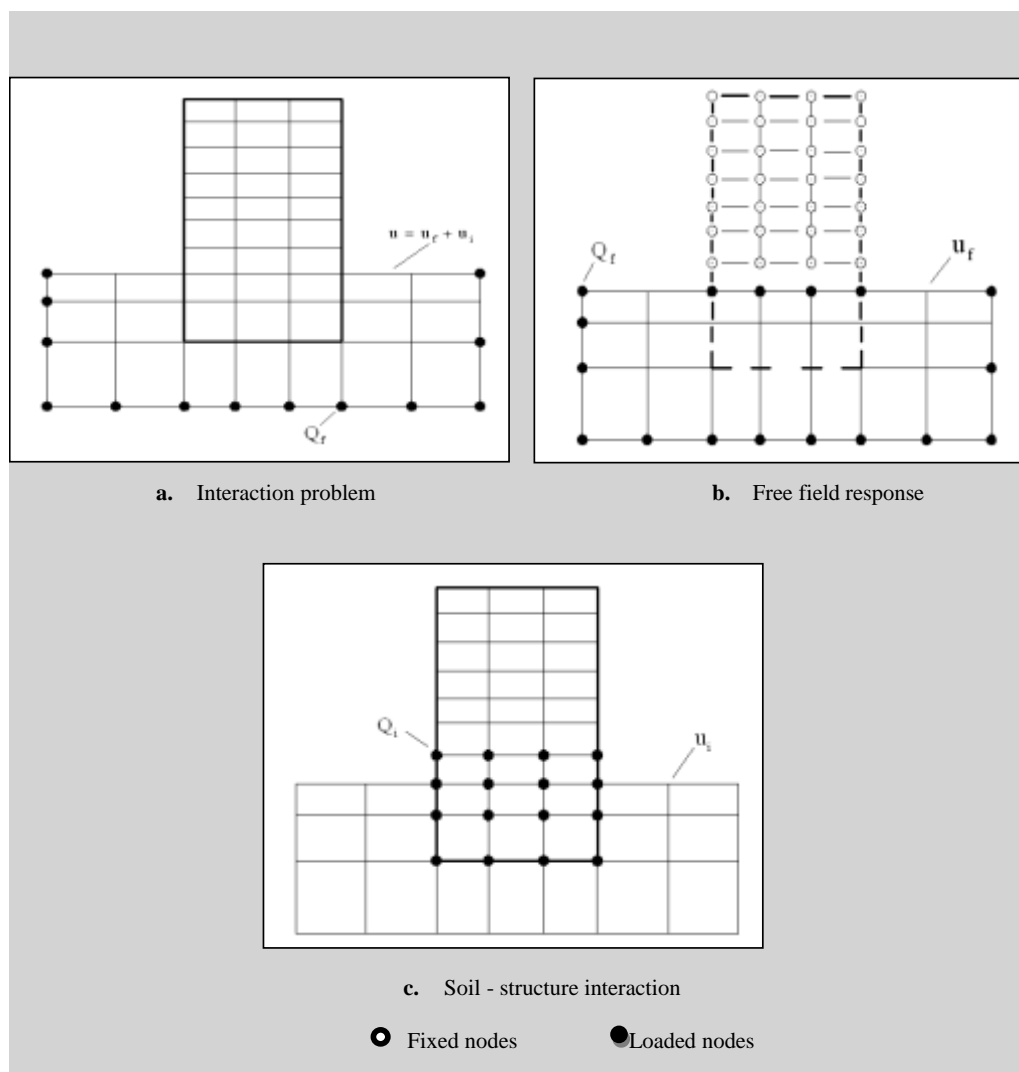 u = u_f + u_i
Q_f
a. Interaction problem
Q_f
u_f
b. Free field response
Q_i
u_i
c. Soil - structure interaction
Fixed nodes
Loaded nodes